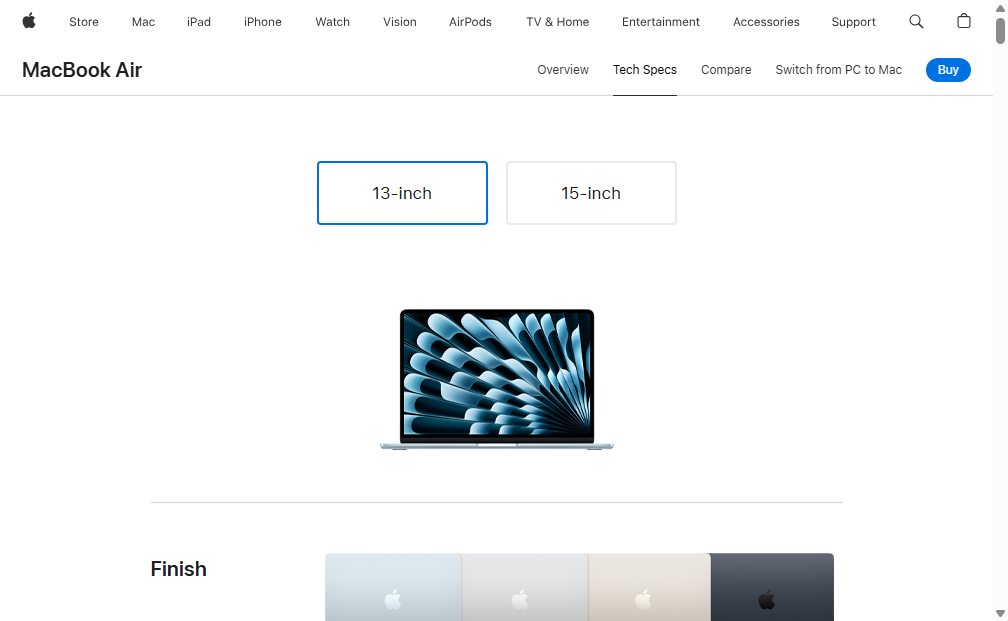 Store Mac iPad iPhone Watch Vision AirPods TV & Home Entertainment Accessories Support
MacBook Air Overview Tech Specs Compare Switch from PC to Mac Buy
13-inch 15-inch
Finish